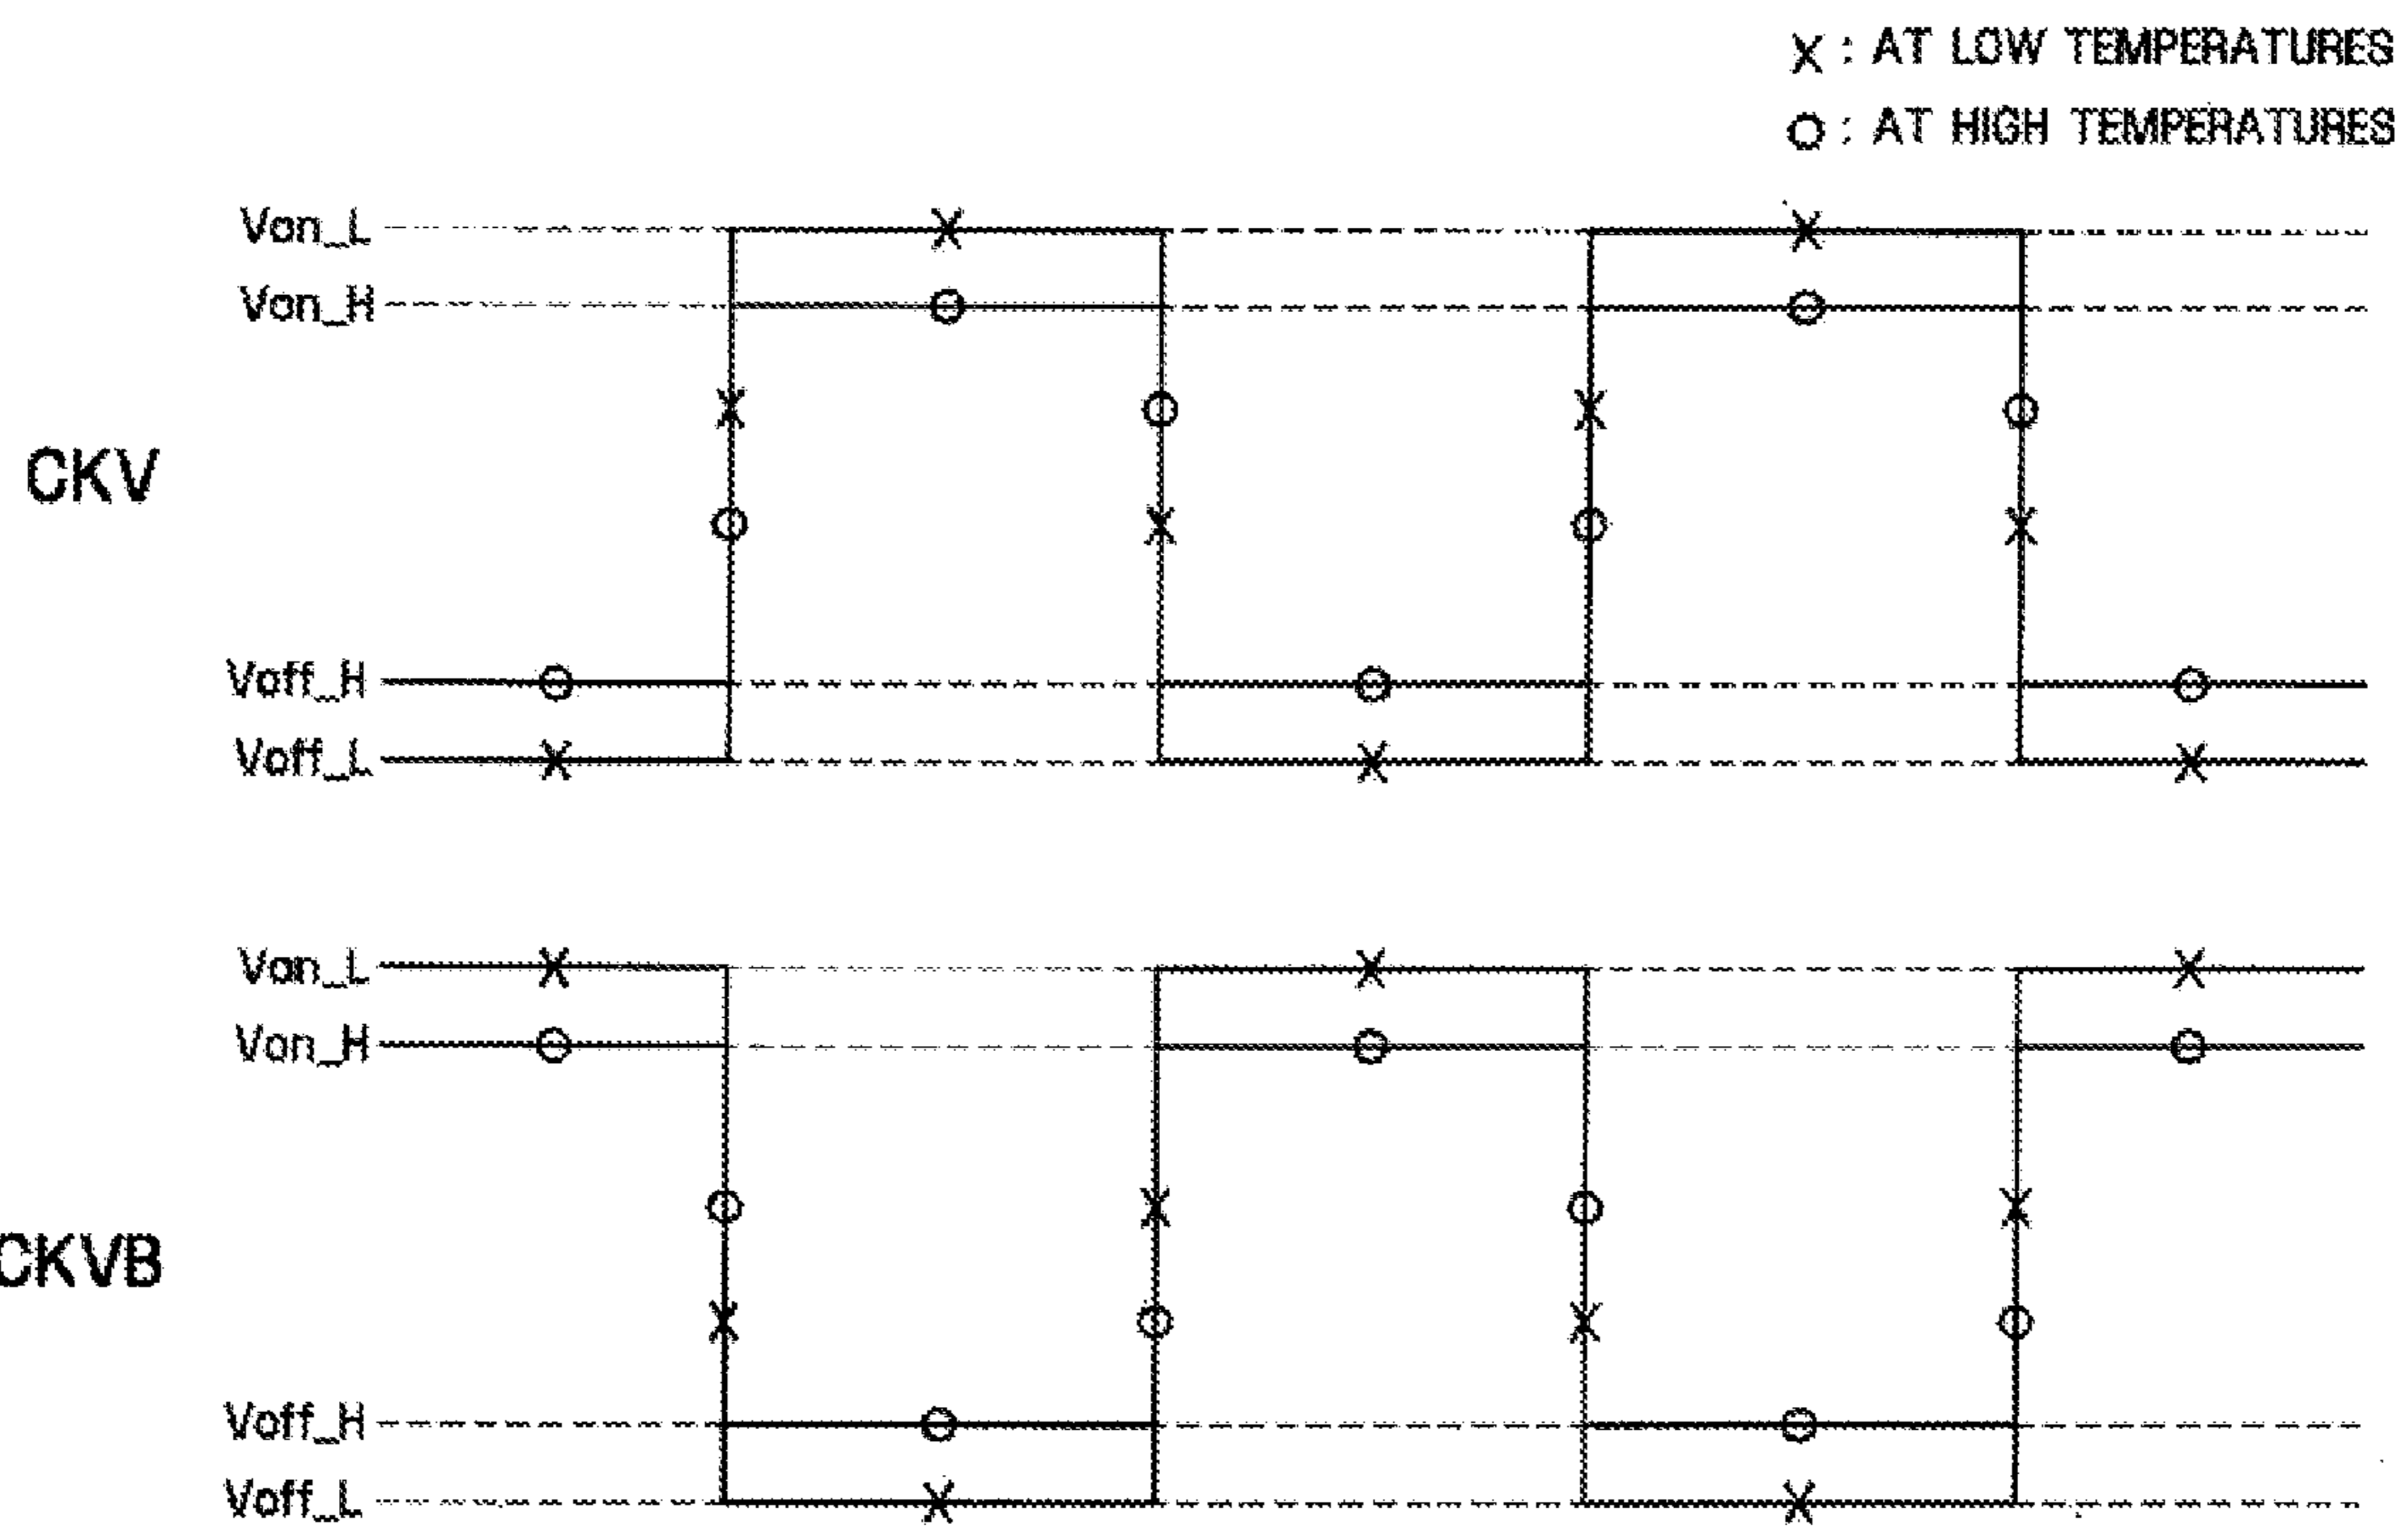 X : AT LOW TEMPERATURES
O : AT HIGH TEMPERATURES
Von_L
Von_H
CKV
Voff_H
Voff_L
Von_L
Von_H
CKVB
Voff_H
Voff_L